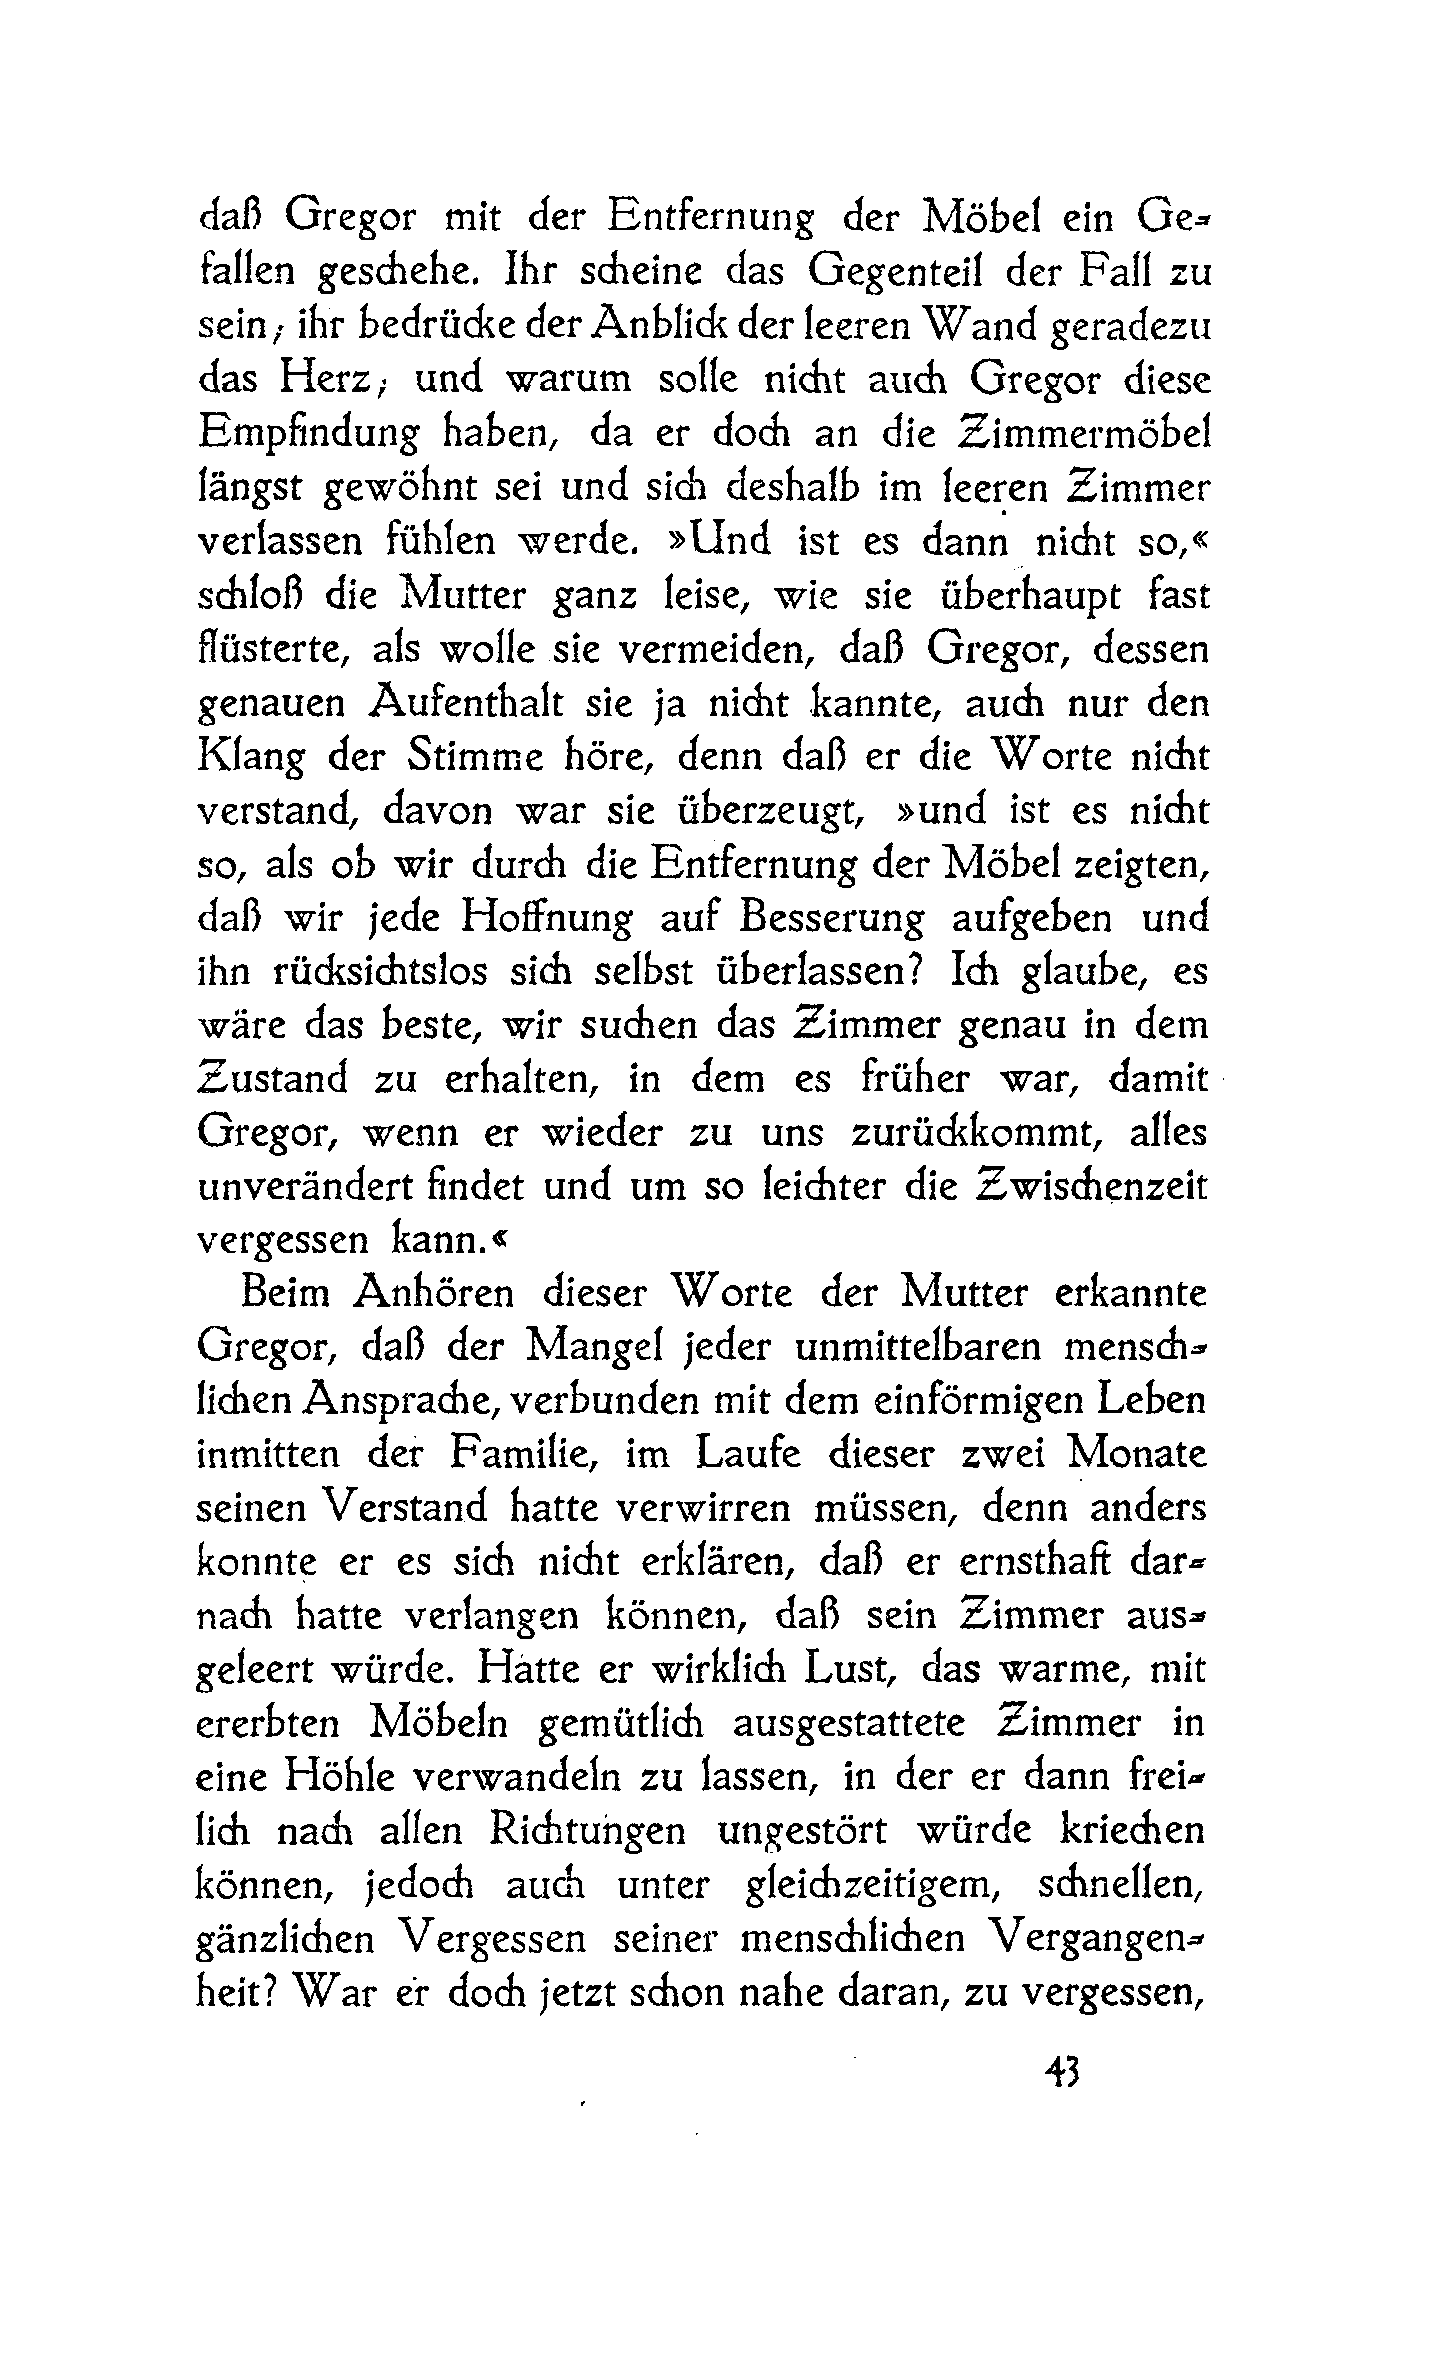 daß Gregor mit der Entfernung der Möbel ein Ge-
fallen geschehe. Ihr scheine das Gegenteil der Fall zu
sein; ihr bedrücke der Anblick der leeren Wand geradezu
das Herz; und warum solle nicht auch Gregor diese
Empfindung haben, da er doch an die Zimmermöbel
längst gewöhnt sei und sich deshalb im leeren Zimmer
verlassen fühlen werde. »Und ist es dann nicht so,«
schloß die Mutter ganz leise, wie sie überhaupt fast
flüsterte, als wolle sie vermeiden, daß Gregor, dessen
genauen Aufenthalt sie ja nicht kannte, auch nur den
Klang der Stimme höre, denn daß er die Worte nicht
verstand, davon war sie überzeugt, »und ist es nicht
so, als ob wir durch die Entfernung der Möbel zeigten,
daß wir jede Hoffnung auf Besserung aufgeben und
ihn rücksichtslos sich selbst überlassen? Ich glaube, es
wäre das beste, wir suchen das Zimmer genau in dem
Zustand zu erhalten, in dem es früher war, damit
Gregor, wenn er wieder zu uns zurückkommt, alles
unverändert findet und um so leichter die Zwischenzeit
vergessen kann.«
Beim Anhören dieser Worte der Mutter erkannte
Gregor, daß der Mangel jeder unmittelbaren mensch-
lichen Ansprache, verbunden mit dem einförmigen Leben
inmitten der Familie, im Laufe dieser zwei Monate
seinen Verstand hatte verwirren müssen, denn anders
konnte er es sich nicht erklären, daß er ernsthaft dar-
nach hatte verlangen können, daß sein Zimmer aus-
geleert würde. Hatte er wirklich Lust, das warme, mit
ererbten Möbeln gemütlich ausgestattete Zimmer in
eine Höhle verwandeln zu lassen, in der er dann frei-
lich nach allen Richtungen ungestört würde kriechen
können, jedoch auch unter gleichzeitigem, schnellen,
gänzlichen Vergessen seiner menschlichen Vergangen-
heit? War er doch jetzt schon nahe daran, zu vergessen,
43